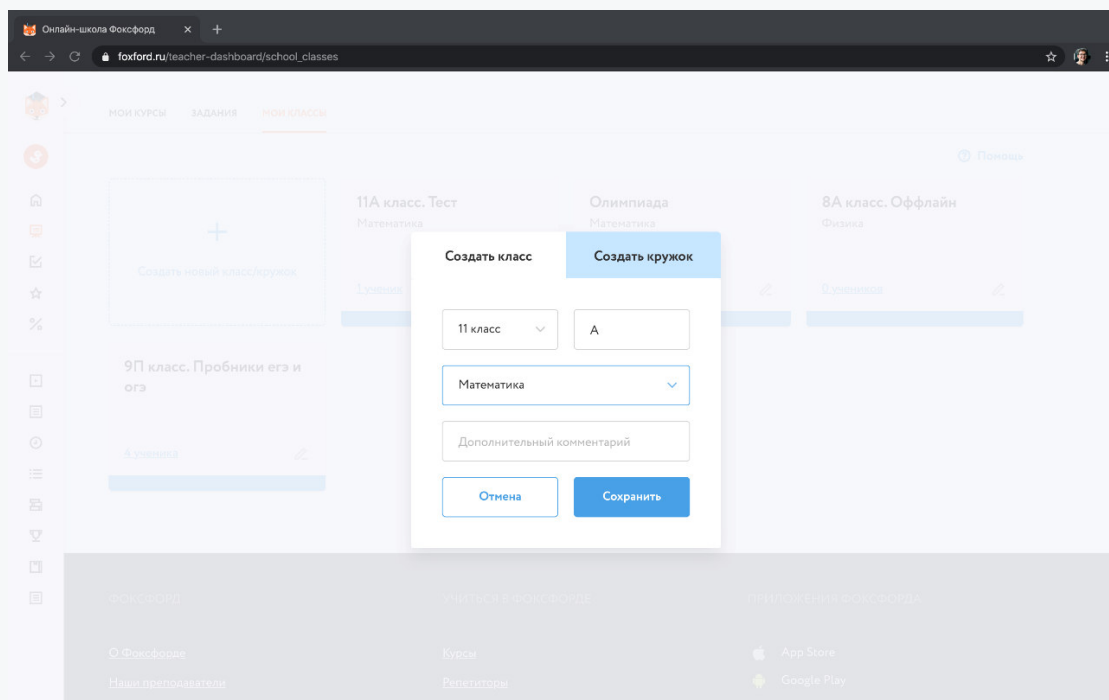 Онлайн-школа Фоксфорд
foxford.ru/teacher-dashboard/school_classes
МОИ КУРСЫ ЗАДАНИЯ МОИ КЛАССЫ
Помощь
11А класс. Тест
Математика
Олимпиада
Математика
8А класс. Оффлайн
Физика
Создать новый класс/кружок
1 ученик
0 учеников
Создать класс Создать кружок
11 класс А
Математика
Дополнительный комментарий
Отмена Сохранить
9П класс. Пробники егэ и
огэ
ФОКСФОРД УЧИТЬСЯ В ФОКСФОРДЕ ПРИЛОЖЕНИЯ ФОКСФОРДА
О Фоксфорде Курсы App Store
Наши преподаватели Репетиторы Google Play